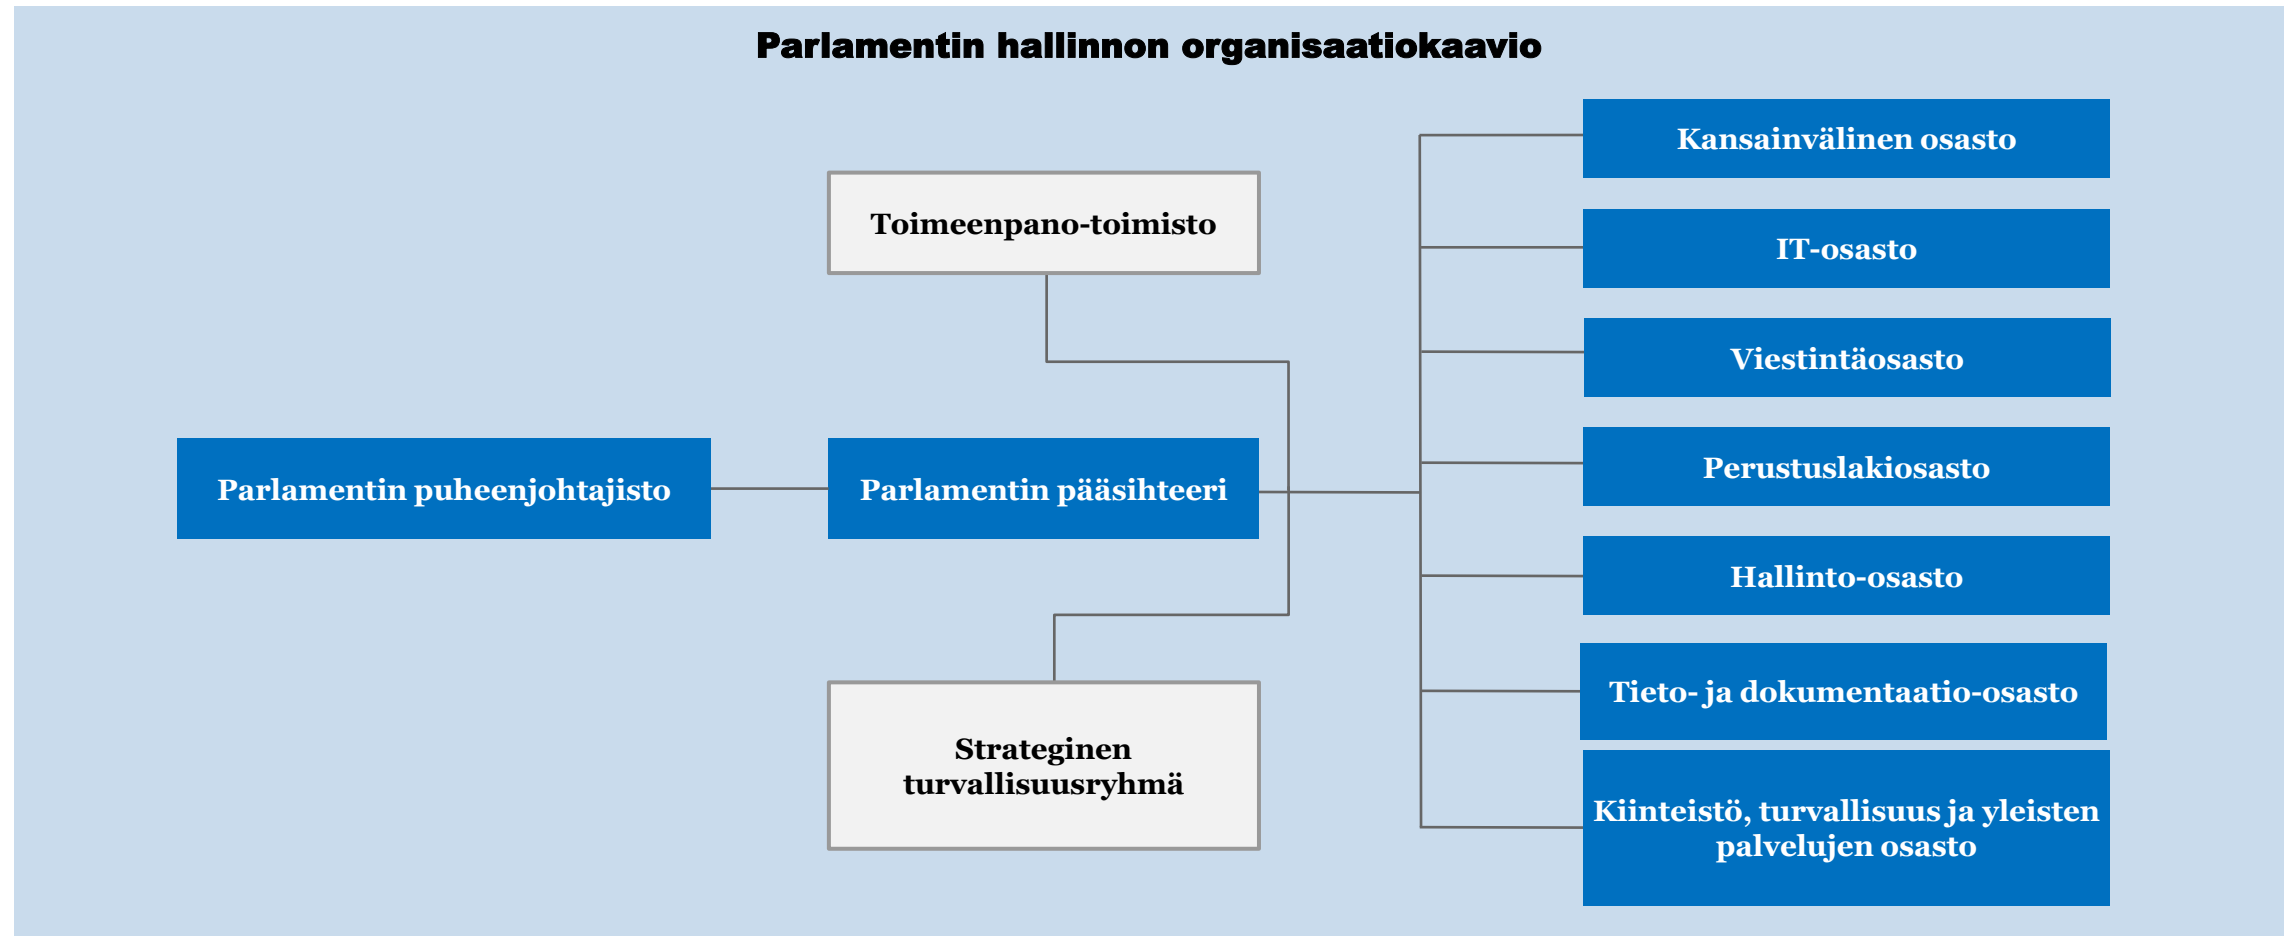 Parlamentin hallinnon organisaatiokaavio
Parlamentin puheenjohtajisto
Toimeenpano-toimisto
Parlamentin pääsihteeri
Strateginen
turvallisuusryhmä
Kansainvälinen osasto
IT-osasto
Viestintäosasto
Perustuslakiosasto
Hallinto-osasto
Tieto- ja dokumentaatio-osasto
Kiinteistö, turvallisuus ja yleisten
palvelujen osasto